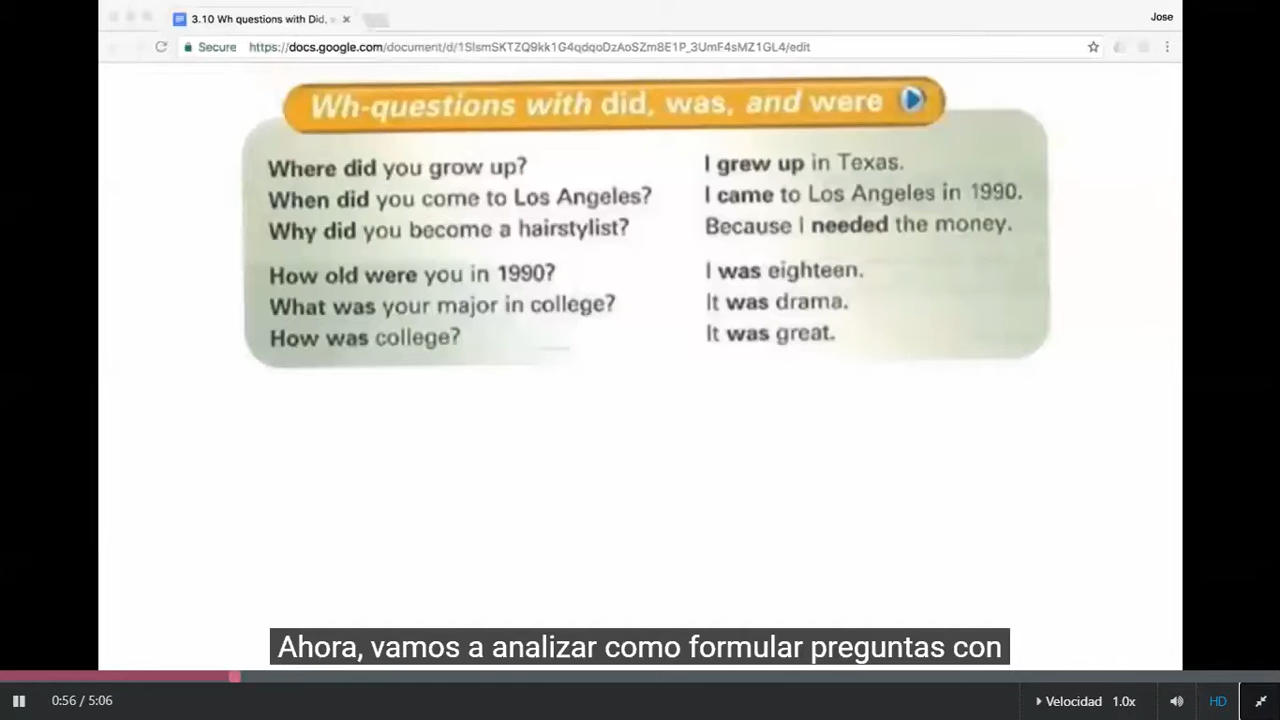 3.10 Wh questions with Did,
Jose
Secure https://docs.google.com/document/d/1SlsmSKTZQ9kk1G4qdqoDzAoSZm8E1P_3UmF4sMZ1GL4/edit
Wh-questions with did, was, and were
Where did you grow up? I grew up in Texas.
When did you come to Los Angeles? I came to Los Angeles in 1990.
Why did you become a hairstylist? Because I needed the money.
How old were you in 1990? I was eighteen.
What was your major in college? It was drama.
How was college? It was great.
Ahora, vamos a analizar como formular preguntas con
0:56 / 5:06
Velocidad 1.0x
HD